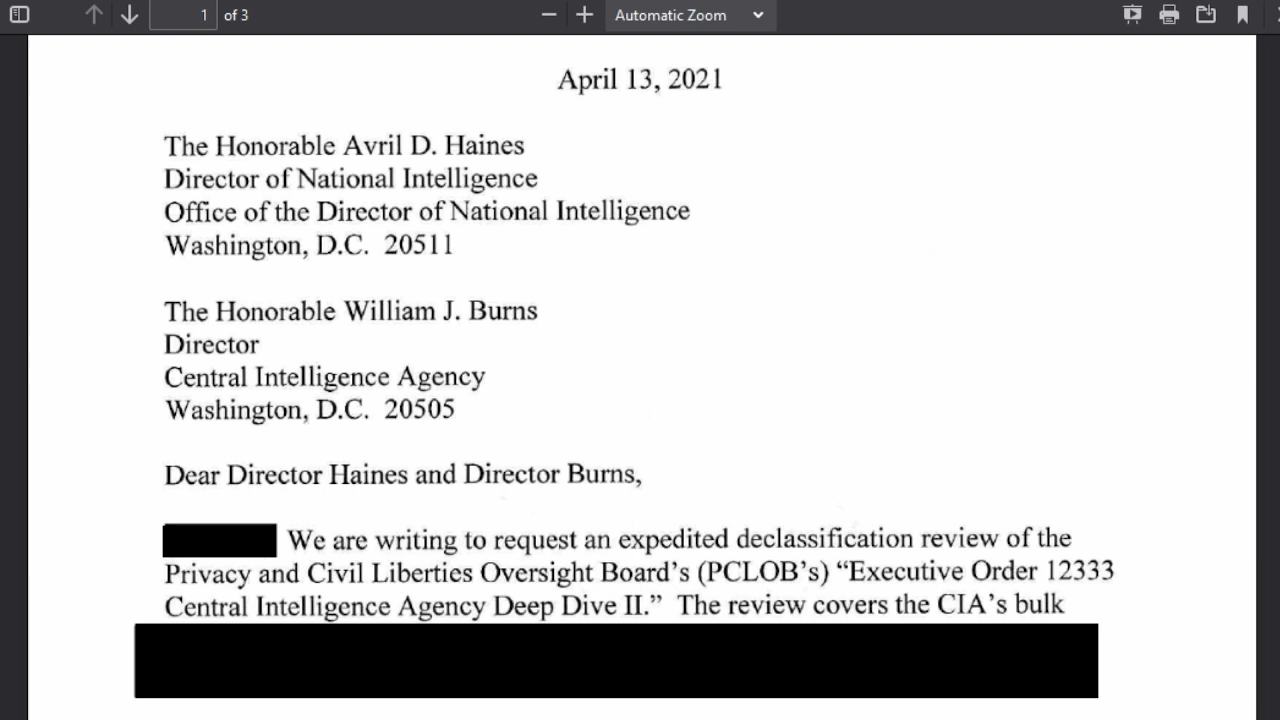 1 of 3
Automatic Zoom
April 13, 2021
The Honorable Avril D. Haines
Director of National Intelligence
Office of the Director of National Intelligence
Washington, D.C. 20511
The Honorable William J. Burns
Director
Central Intelligence Agency
Washington, D.C. 20505
Dear Director Haines and Director Burns,
We are writing to request an expedited declassification review of the
Privacy and Civil Liberties Oversight Board's (PCLOB's) “Executive Order 12333
Central Intelligence Agency Deep Dive II.” The review covers the CIA's bulk